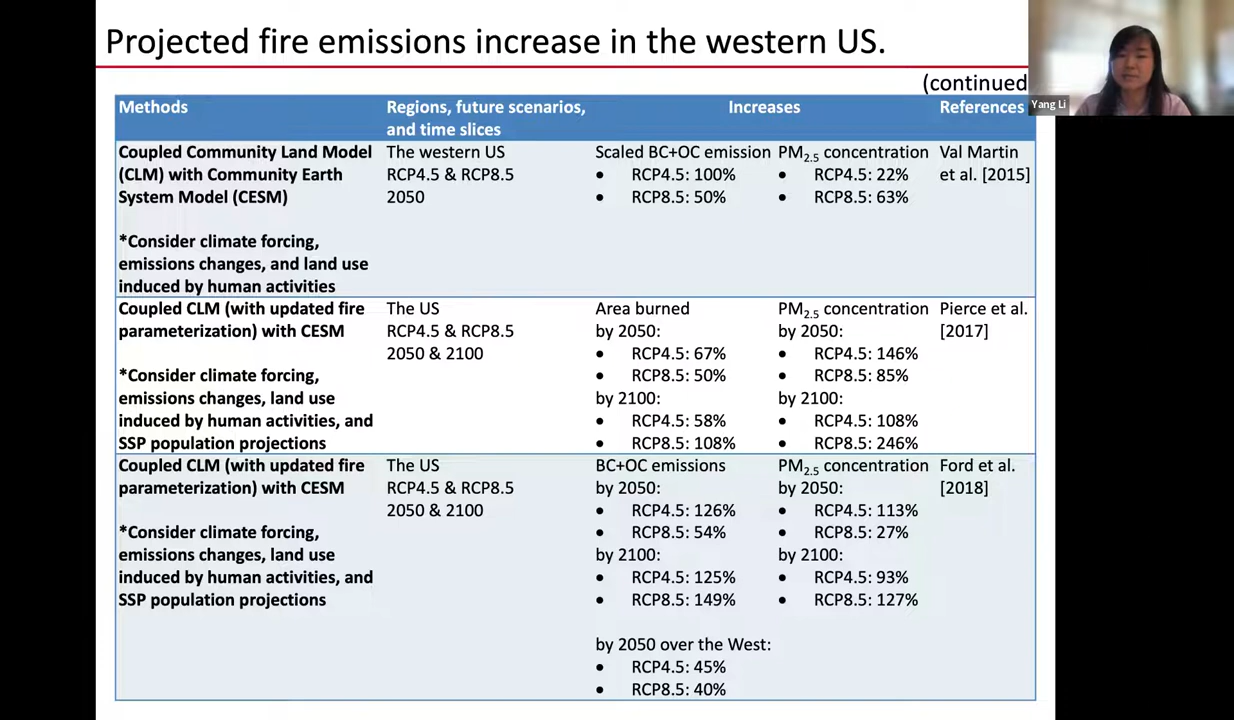 Projected fire emissions increase in the western US.
(continued
Yang Li
Methods
Regions, future scenarios,
and time slices
Increases
References
Coupled Community Land Model
(CLM) with Community Earth
System Model (CESM)
*Consider climate forcing,
emissions changes, and land use
induced by human activities
The western US
RCP4.5 & RCP8.5
2050
Scaled BC+OC emission
• RCP4.5: 100%
• RCP8.5: 50%
PM2.5 concentration
• RCP4.5: 22%
• RCP8.5: 63%
Val Martin
et al. [2015]
Coupled CLM (with updated fire
parameterization) with CESM
*Consider climate forcing,
emissions changes, land use
induced by human activities, and
SSP population projections
The US
RCP4.5 & RCP8.5
2050 & 2100
Area burned
by 2050:
• RCP4.5: 67%
• RCP8.5: 50%
by 2100:
• RCP4.5: 58%
• RCP8.5: 108%
PM2.5 concentration
by 2050:
• RCP4.5: 146%
• RCP8.5: 85%
by 2100:
• RCP4.5: 108%
• RCP8.5: 246%
Pierce et al.
[2017]
Coupled CLM (with updated fire
parameterization) with CESM
*Consider climate forcing,
emissions changes, land use
induced by human activities, and
SSP population projections
The US
RCP4.5 & RCP8.5
2050 & 2100
BC+OC emissions
by 2050:
• RCP4.5: 126%
• RCP8.5: 54%
by 2100:
• RCP4.5: 125%
• RCP8.5: 149%
by 2050 over the West:
• RCP4.5: 45%
• RCP8.5: 40%
PM2.5 concentration
by 2050:
• RCP4.5: 113%
• RCP8.5: 27%
by 2100:
• RCP4.5: 93%
• RCP8.5: 127%
Ford et al.
[2018]